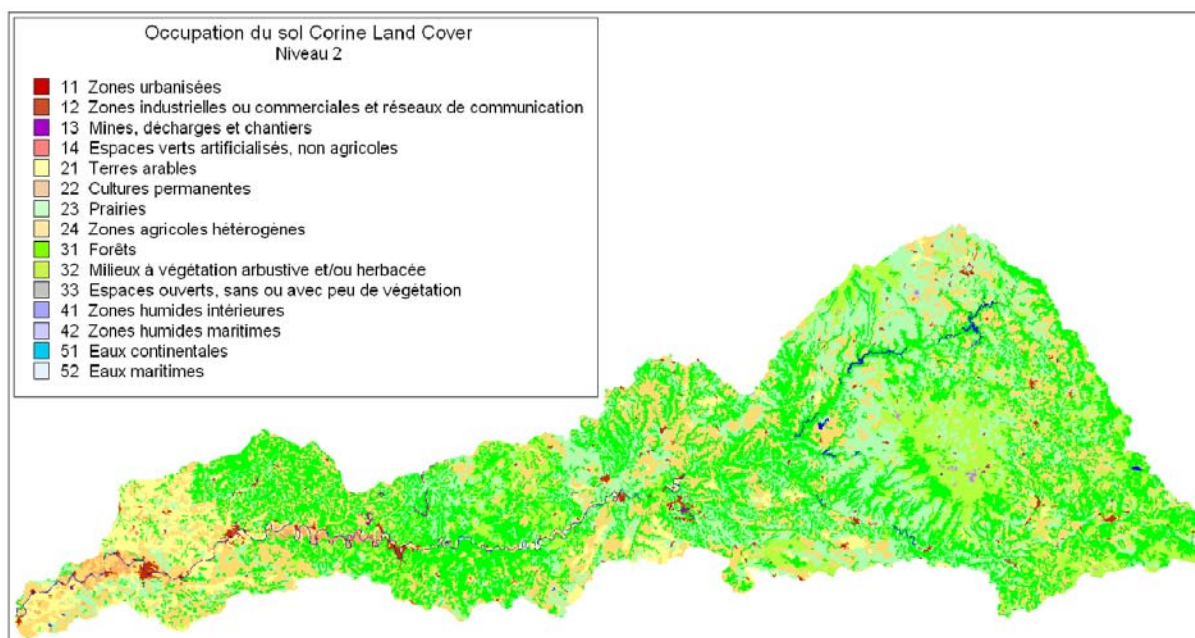 Occupation du sol Corine Land Cover
Niveau 2
11 Zones urbanisées
12 Zones industrielles ou commerciales et réseaux de communication
13 Mines, décharges et chantiers
14 Espaces verts artificialisés, non agricoles
21 Terres arables
22 Cultures permanentes
23 Prairies
24 Zones agricoles hétérogènes
31 Forêts
32 Milieux à végétation arbustive et/ou herbacée
33 Espaces ouverts, sans ou avec peu de végétation
41 Zones humides intérieures
42 Zones humides maritimes
51 Eaux continentales
52 Eaux maritimes